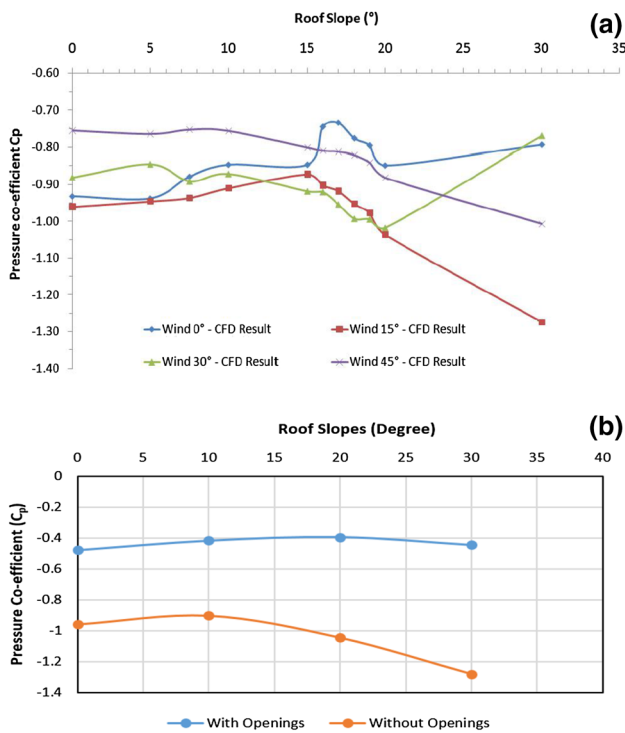 (a)
Roof Slope (°)
0 5 10 15 20 25 30 35
-0.60
-0.70
-0.80
-0.90
-1.00
-1.10
-1.20
-1.30
-1.40
Pressure co-efficient Cp
Wind 0° - CFD Result Wind 15° - CFD Result
Wind 30° - CFD Result Wind 45° - CFD Result
(b)
Roof Slopes (Degree)
0 5 10 15 20 25 30 35 40
0
-0.2
-0.4
-0.6
-0.8
-1
-1.2
-1.4
Pressure Co-efficient (Cp)
With Openings Without Openings